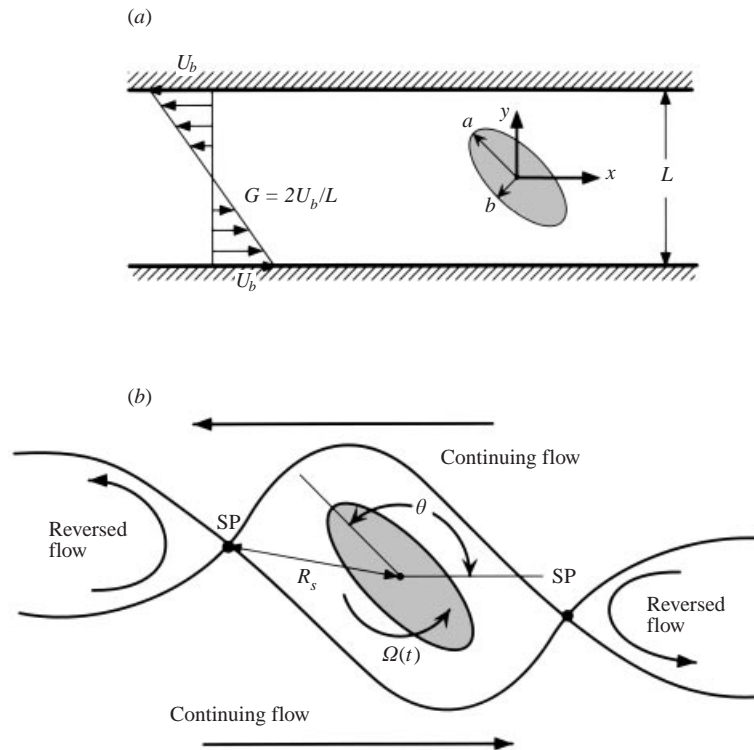 (a)
U_b
y
a
x
L
G = 2U_b/L
b
U_b
(b)
Continuing flow
SP
θ
Reversed
flow
SP
R_s
Reversed
flow
Ω(t)
Continuing flow